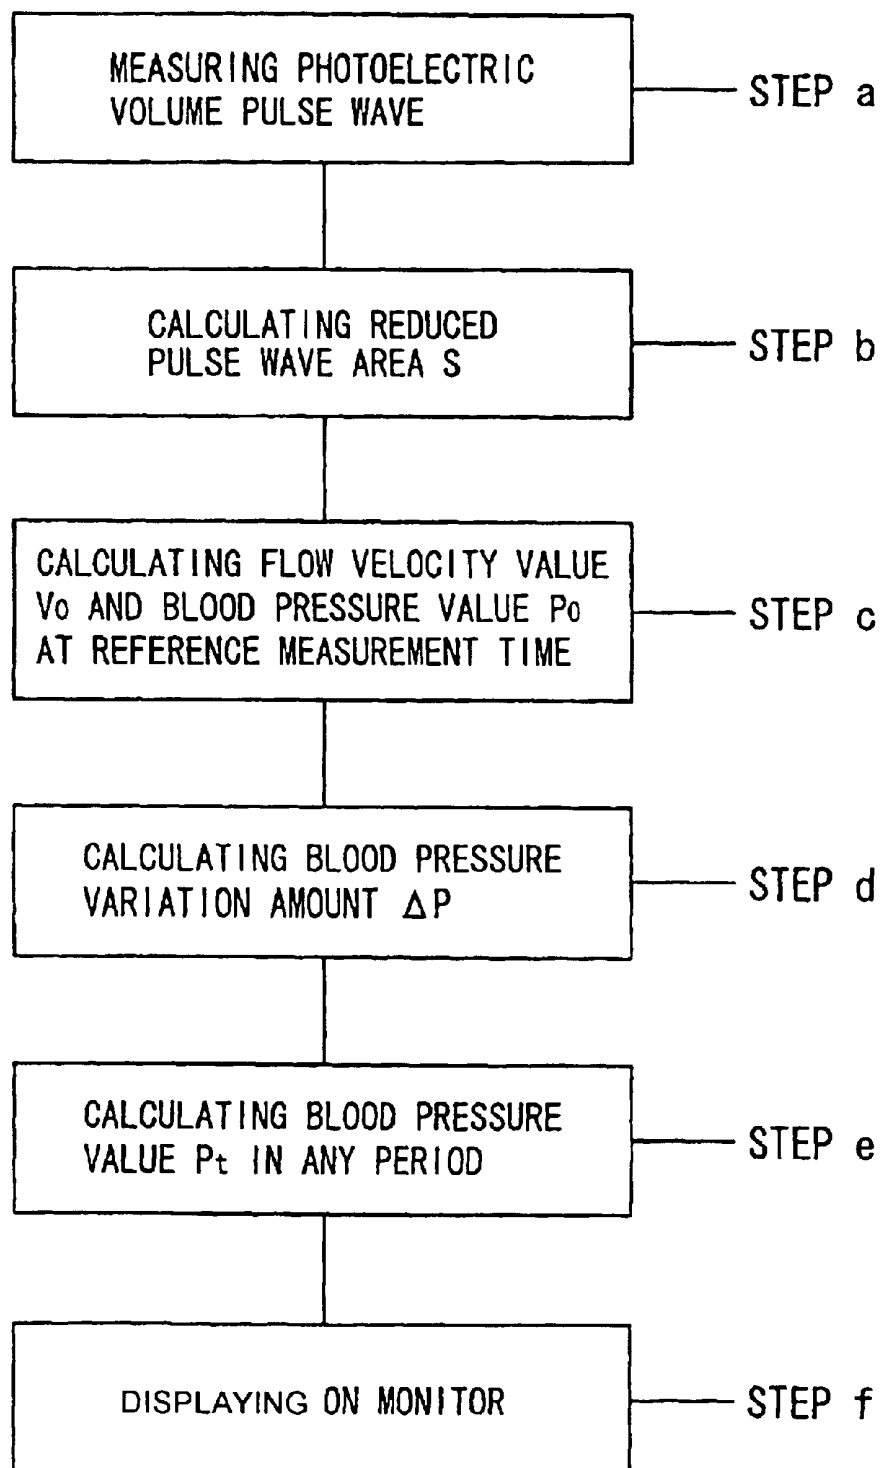 MEASURING PHOTOELECTRIC
VOLUME PULSE WAVE
STEP a
CALCULATING REDUCED
PULSE WAVE AREA S
STEP b
CALCULATING FLOW VELOCITY VALUE
V0 AND BLOOD PRESSURE VALUE P0
AT REFERENCE MEASUREMENT TIME
STEP c
CALCULATING BLOOD PRESSURE
VARIATION AMOUNT ΔP
STEP d
CALCULATING BLOOD PRESSURE
VALUE Pt IN ANY PERIOD
STEP e
DISPLAYING ON MONITOR
STEP f